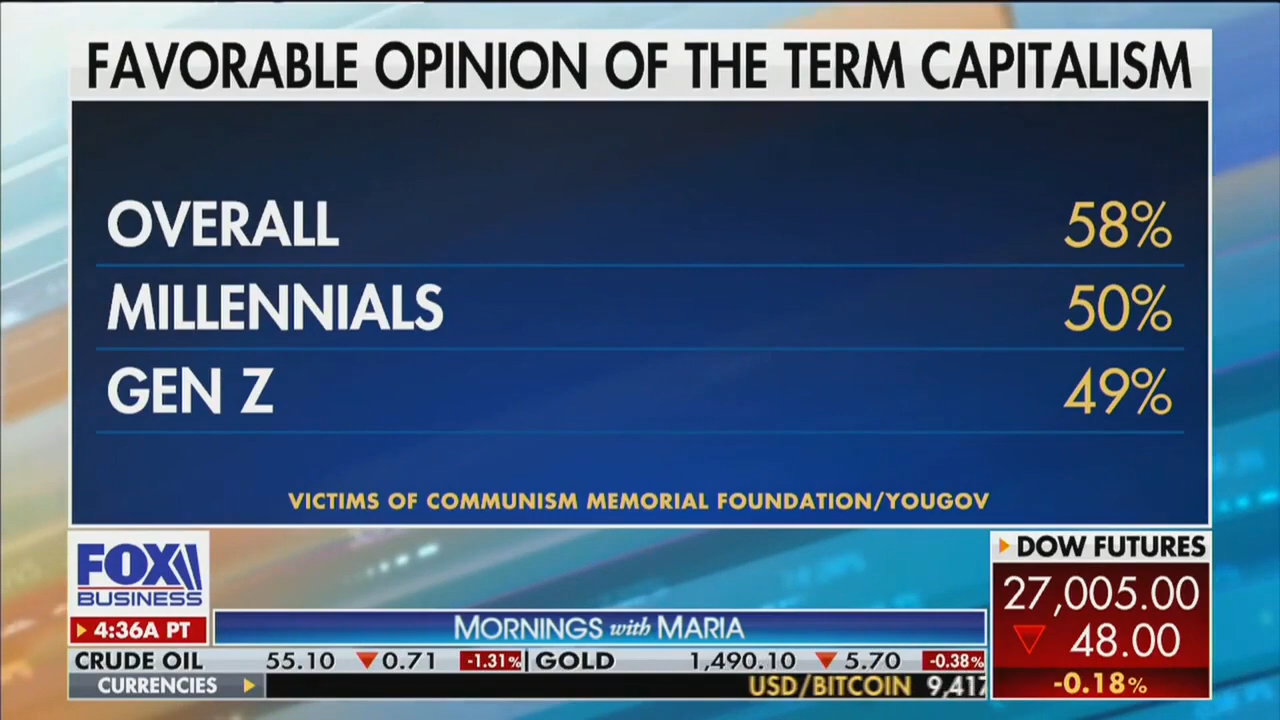 FAVORABLE OPINION OF THE TERM CAPITALISM
OVERALL 58%
MILLENNIALS 50%
GEN Z 49%
VICTIMS OF COMMUNISM MEMORIAL FOUNDATION/YOUGOV
FOX BUSINESS
4:36A PT
MORNINGS with MARIA
DOW FUTURES
27,005.00
48.00
-0.18%
CRUDE OIL 55.10 0.71 -1.31% GOLD 1,490.10 5.70 -0.38%
CURRENCIES USD/BITCOIN 9,417